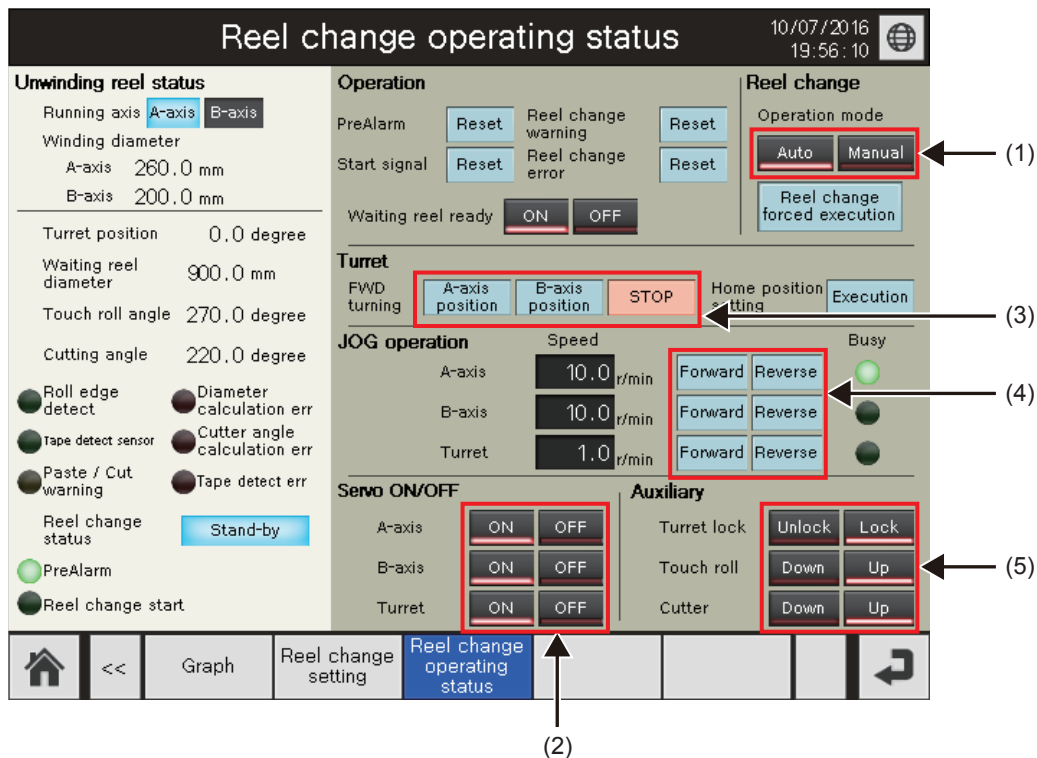 Reel change operating status
10/07/2016
19:56:10
Unwinding reel status
Running axis A-axis B-axis
Winding diameter
A-axis 260.0 mm
B-axis 200.0 mm
Turret position 0.0 degree
Waiting reel
diameter
900.0 mm
Touch roll angle 270.0 degree
Cutting angle 220.0 degree
Roll edge
detect
Diameter
calculation err
Tape detect sensor
Cutter angle
calculation err
Paste / Cut
warning
Tape detect err
Reel change
status
Stand-by
PreAlarm
Reel change start
Operation
PreAlarm Reset
Reel change
warning
Reset
Start signal Reset
Reel change
error
Reset
Waiting reel ready ON OFF
Reel change
Operation mode
Auto Manual
(1)
Reel change
forced execution
Turret
FWD
turning
A-axis
position
B-axis
position
STOP
Home position
setting
Execution
(3)
JOG operation Speed Busy
A-axis 10.0 r/min Forward Reverse
B-axis 10.0 r/min Forward Reverse
(4)
Turret 1.0 r/min Forward Reverse
Servo ON/OFF
A-axis ON OFF
B-axis ON OFF
Turret ON OFF
Auxiliary
Turret lock Unlock Lock
Touch roll Down Up
(5)
Cutter Down Up
<< Graph
Reel change
setting
Reel change
operating
status
(2)